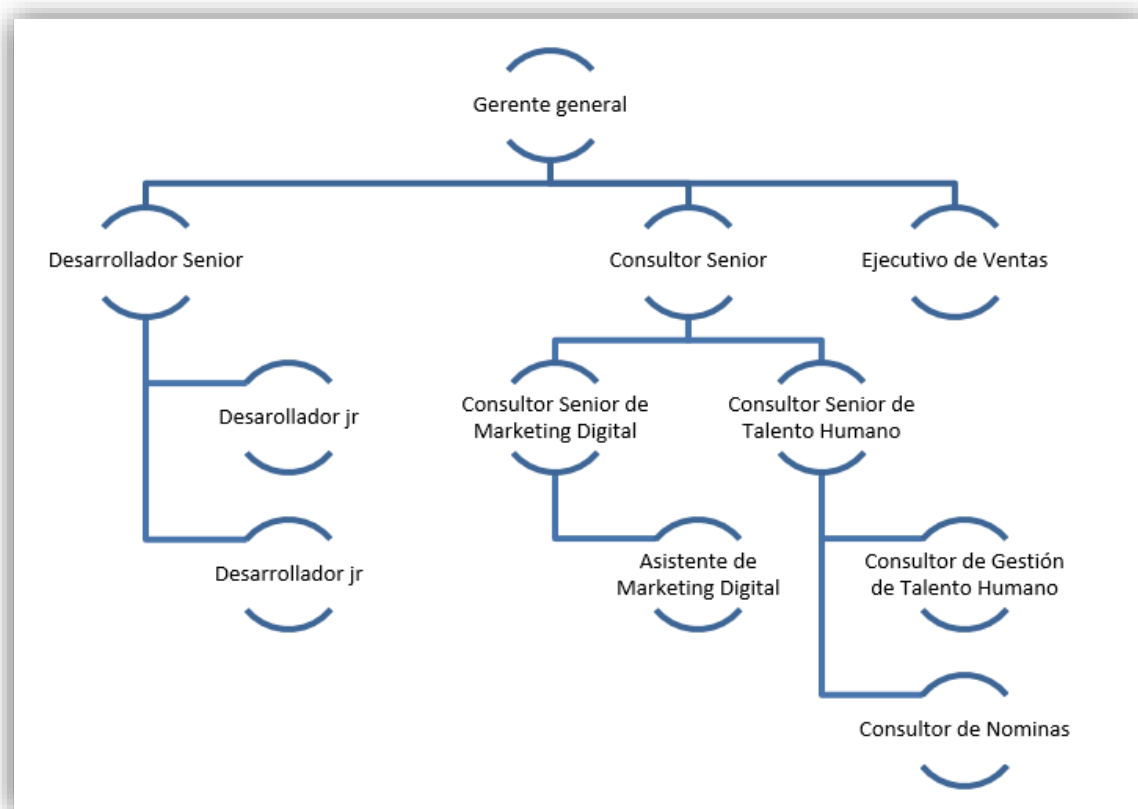 Gerente general
Desarrollador Senior
Consultor Senior
Ejecutivo de Ventas
Desarollador jr
Consultor Senior de
Marketing Digital
Consultor Senior de
Talento Humano
Desarrollador jr
Asistente de
Marketing Digital
Consultor de Gestión
de Talento Humano
Consultor de Nominas